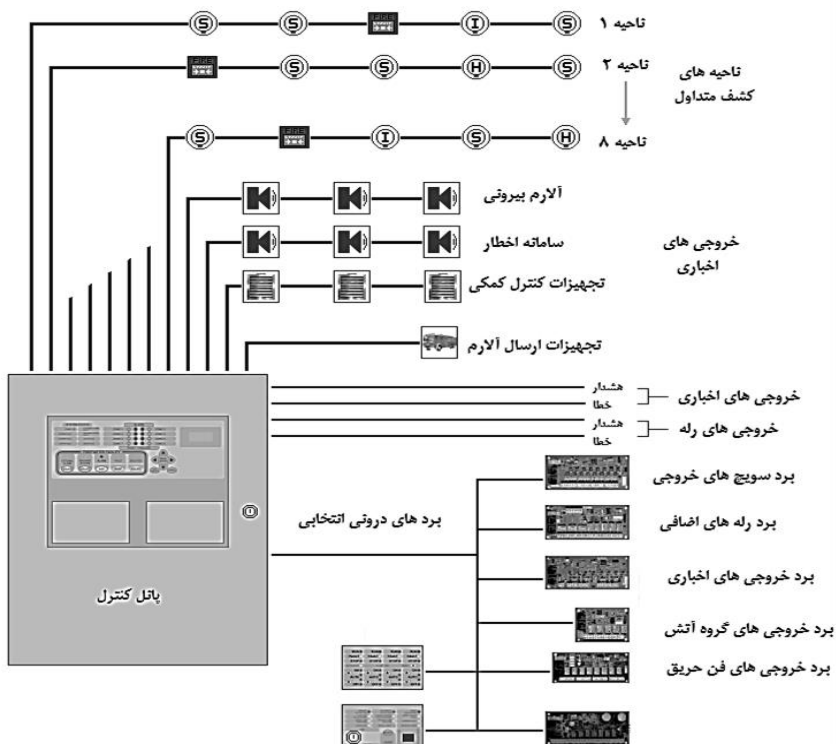 ناحیه ۱
ناحیه ۲
ناحیه های
کشف متداول
ناحیه ۸
آلارم بیرونی
سامانه اخطار
خروجی های
اخباری
تجهیزات کنترل کمکی
تجهیزات ارسال آلارم
هشدار
خطا
خروجی های اخباری
هشدار
خطا
خروجی های رله
برد سویچ های خروجی
برد های درونی انتخابی
برد رله های اضافی
برد خروجی های اخباری
پانل کنترل
برد خروجی های گروه آتش
برد خروجی های فن حریق
S
S
FIRE
I
S
FIRE
S
S
H
S
S
FIRE
I
S
H